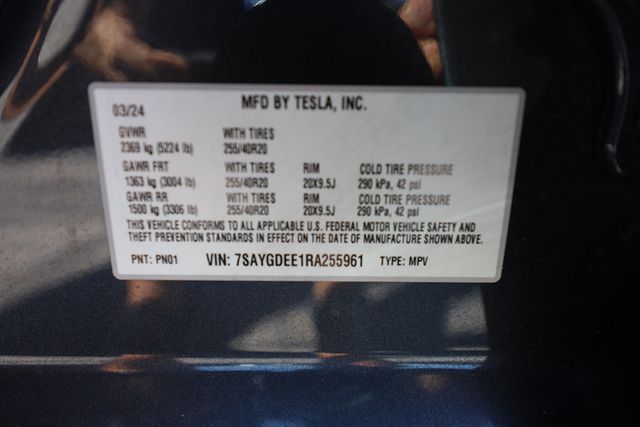 MFD BY TESLA, INC.
03/24
GVWR WITH TIRES
2369 kg (5224 lb) 255/40R20
GAWR FRT WITH TIRES RIM COLD TIRE PRESSURE
1363 kg (3004 lb) 255/40R20 20X9.5J 290 kPa, 42 psi
GAWR RR WITH TIRES RIM COLD TIRE PRESSURE
1500 kg (3306 lb) 255/40R20 20X9.5J 290 kPa, 42 psi
THIS VEHICLE CONFORMS TO ALL APPLICABLE U.S. FEDERAL MOTOR VEHICLE SAFETY AND
THEFT PREVENTION STANDARDS IN EFFECT ON THE DATE OF MANUFACTURE SHOWN ABOVE.
PNT: PN01 VIN: 7SAYGDEE1RA255961 TYPE: MPV